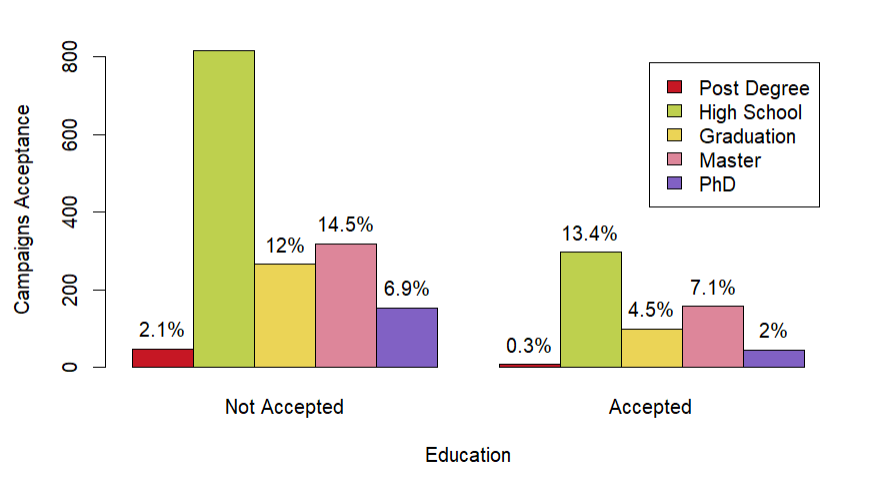 Campaigns Acceptance
800
600
400
200
0
2.1%
12%
14.5%
6.9%
0.3%
13.4%
4.5%
7.1%
2%
Post Degree
High School
Graduation
Master
PhD
Not Accepted
Accepted
Education